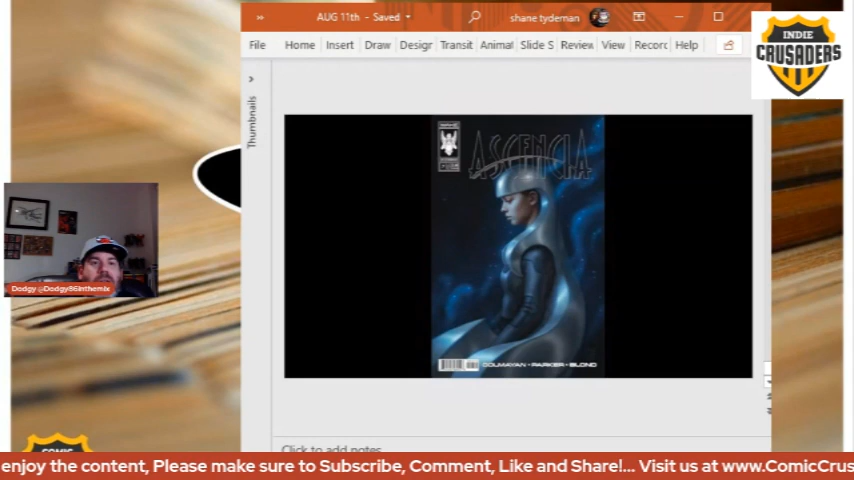 AUG 11th - Saved
shane tydeman
File Home Insert Draw Design Transit Animat Slide S Review View Record Help
INDIE
CRUSADERS
Thumbnails
ASCENCIA
COLMAYAN • PARKER • BLOND
Dodgy @Dodgy86inthemix
Click to add notes
COMIC
enjoy the content, Please make sure to Subscribe, Comment, Like and Share!... Visit us at www.ComicCrus